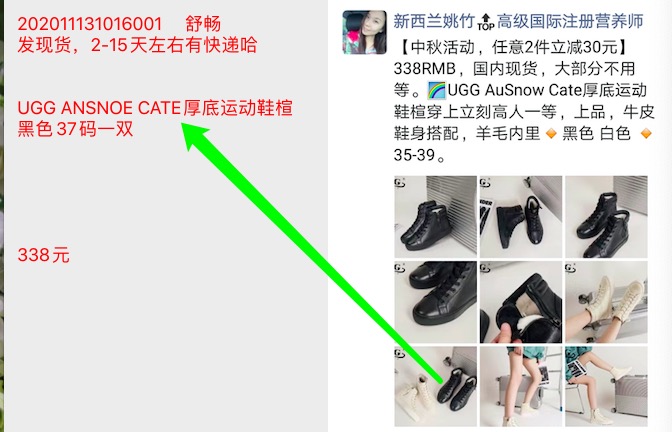 202011131016001 舒畅
发现货，2-15天左右有快递哈
UGG ANSNOE CATE厚底运动鞋楦
黑色37码一双
338元
新西兰姚竹🔝高级国际注册营养师
【中秋活动，任意2件立减30元】
338RMB，国内现货，大部分不用
等。🌈UGG AuSnow Cate厚底运动
鞋楦穿上立刻高人一等，上品，牛皮
鞋身搭配，羊毛内里🔸黑色 白色 🔸
35-39。